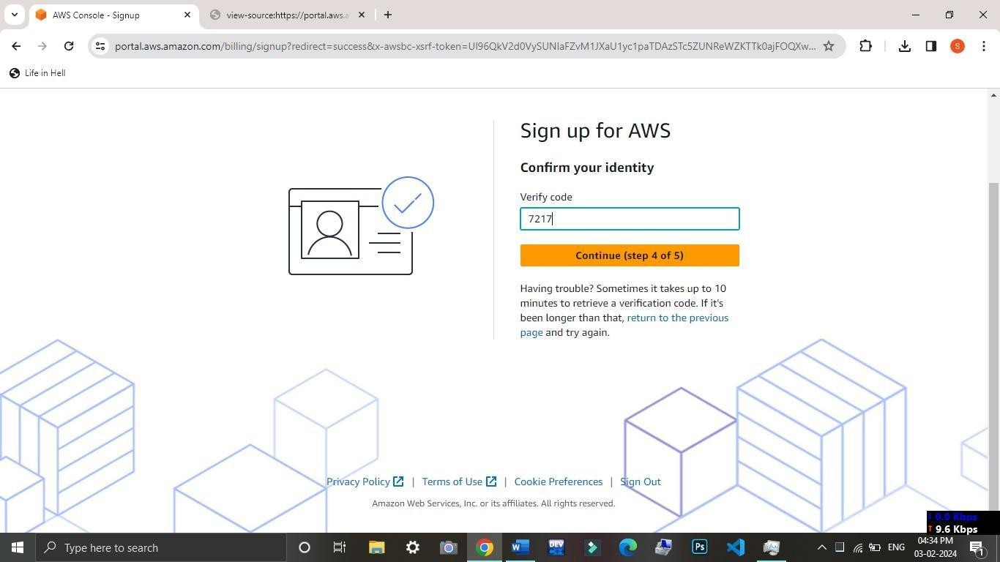 AWS Console - Signup
view-source:https://portal.aws.a
portal.aws.amazon.com/billing/signup?redirect=success&x-awsbc-xsrf-token=UI96QkV2d0VySUNIaFZvM1JXaU1yc1paTDAzSTc5ZUNReWZKTTk0ajFOQXw...
S
Life in Hell
Sign up for AWS
Confirm your identity
Verify code
7217
Continue (step 4 of 5)
Having trouble? Sometimes it takes up to 10
minutes to retrieve a verification code. If it's
been longer than that, return to the previous
page and try again.
Privacy Policy | Terms of Use | Cookie Preferences | Sign Out
Amazon Web Services, Inc. or its affiliates. All rights reserved.
0.0 Kbps
9.6 Kbps
Type here to search
DEV
Ps
ENG
04:34 PM
03-02-2024
1